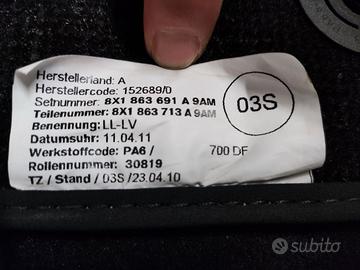 Herstellerland: A
Herstellercode: 152689/0
Setnummer: 8X1 863 691 A 9AM
Teilenummer: 8X1 863 713 A 9AM
Benennung: LL-LV
Datumsuhr: 11.04.11
Werkstoffcode: PA6 / 700 DF
Rollennummer: 30819
TZ / Stand / 03S /23.04.10
03S
subito